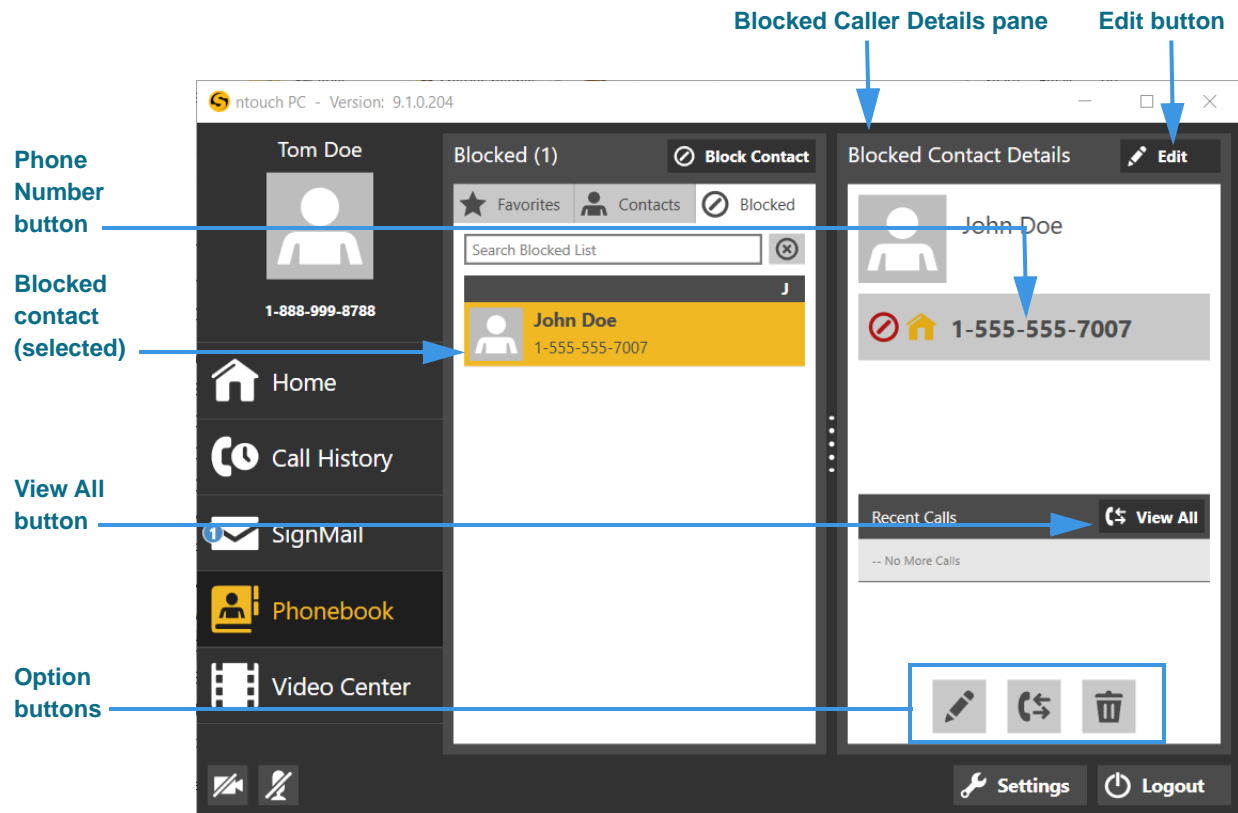 Blocked Caller Details pane
Edit button
ntouch PC - Version: 9.1.0.204
Phone
Number
button
Blocked
contact
(selected)
View All
button
Option
buttons
Tom Doe
1-888-999-8788
Home
Call History
1
SignMail
Phonebook
Video Center
Blocked (1)
Block Contact
Favorites
Contacts
Blocked
Search Blocked List
J
John Doe
1-555-555-7007
Blocked Contact Details
Edit
John Doe
1-555-555-7007
Recent Calls
View All
-- No More Calls
Settings
Logout